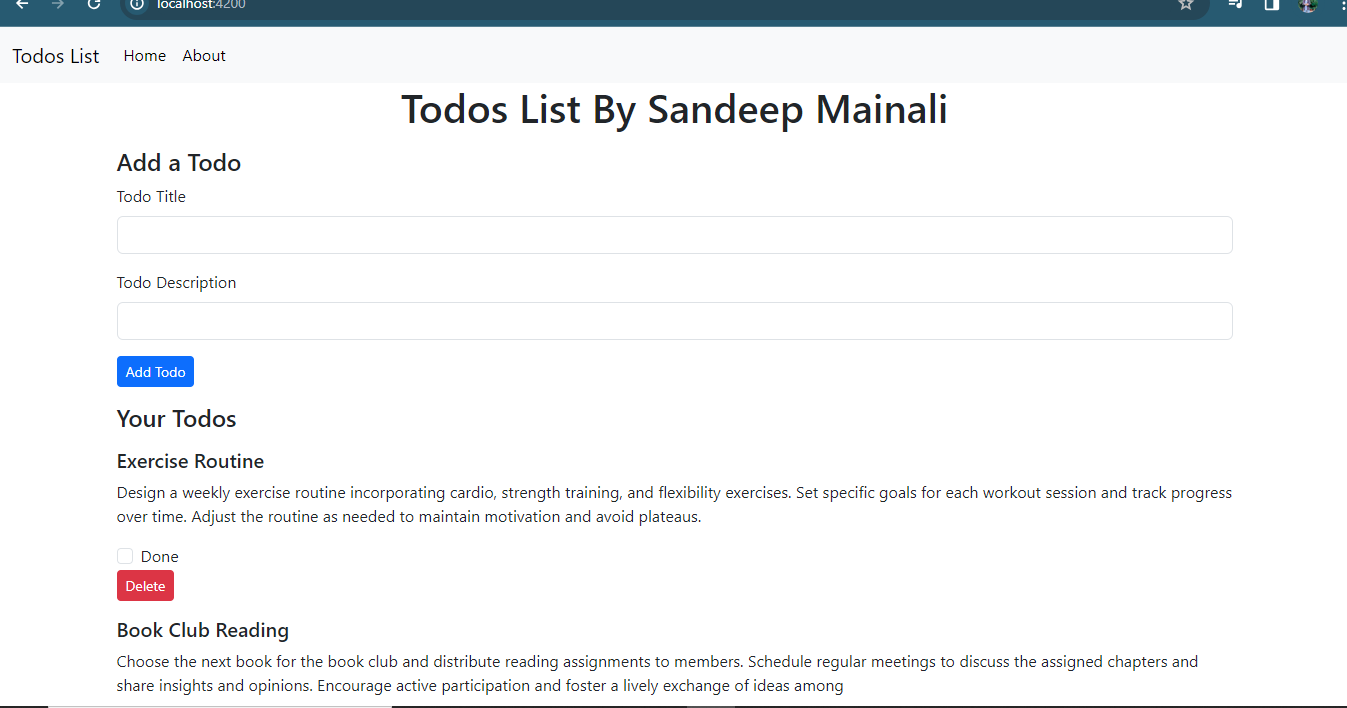 localhost:4200
Todos List Home About
Todos List By Sandeep Mainali
Add a Todo
Todo Title
Todo Description
Add Todo
Your Todos
Exercise Routine
Design a weekly exercise routine incorporating cardio, strength training, and flexibility exercises. Set specific goals for each workout session and track progress
over time. Adjust the routine as needed to maintain motivation and avoid plateaus.
Done
Delete
Book Club Reading
Choose the next book for the book club and distribute reading assignments to members. Schedule regular meetings to discuss the assigned chapters and
share insights and opinions. Encourage active participation and foster a lively exchange of ideas among